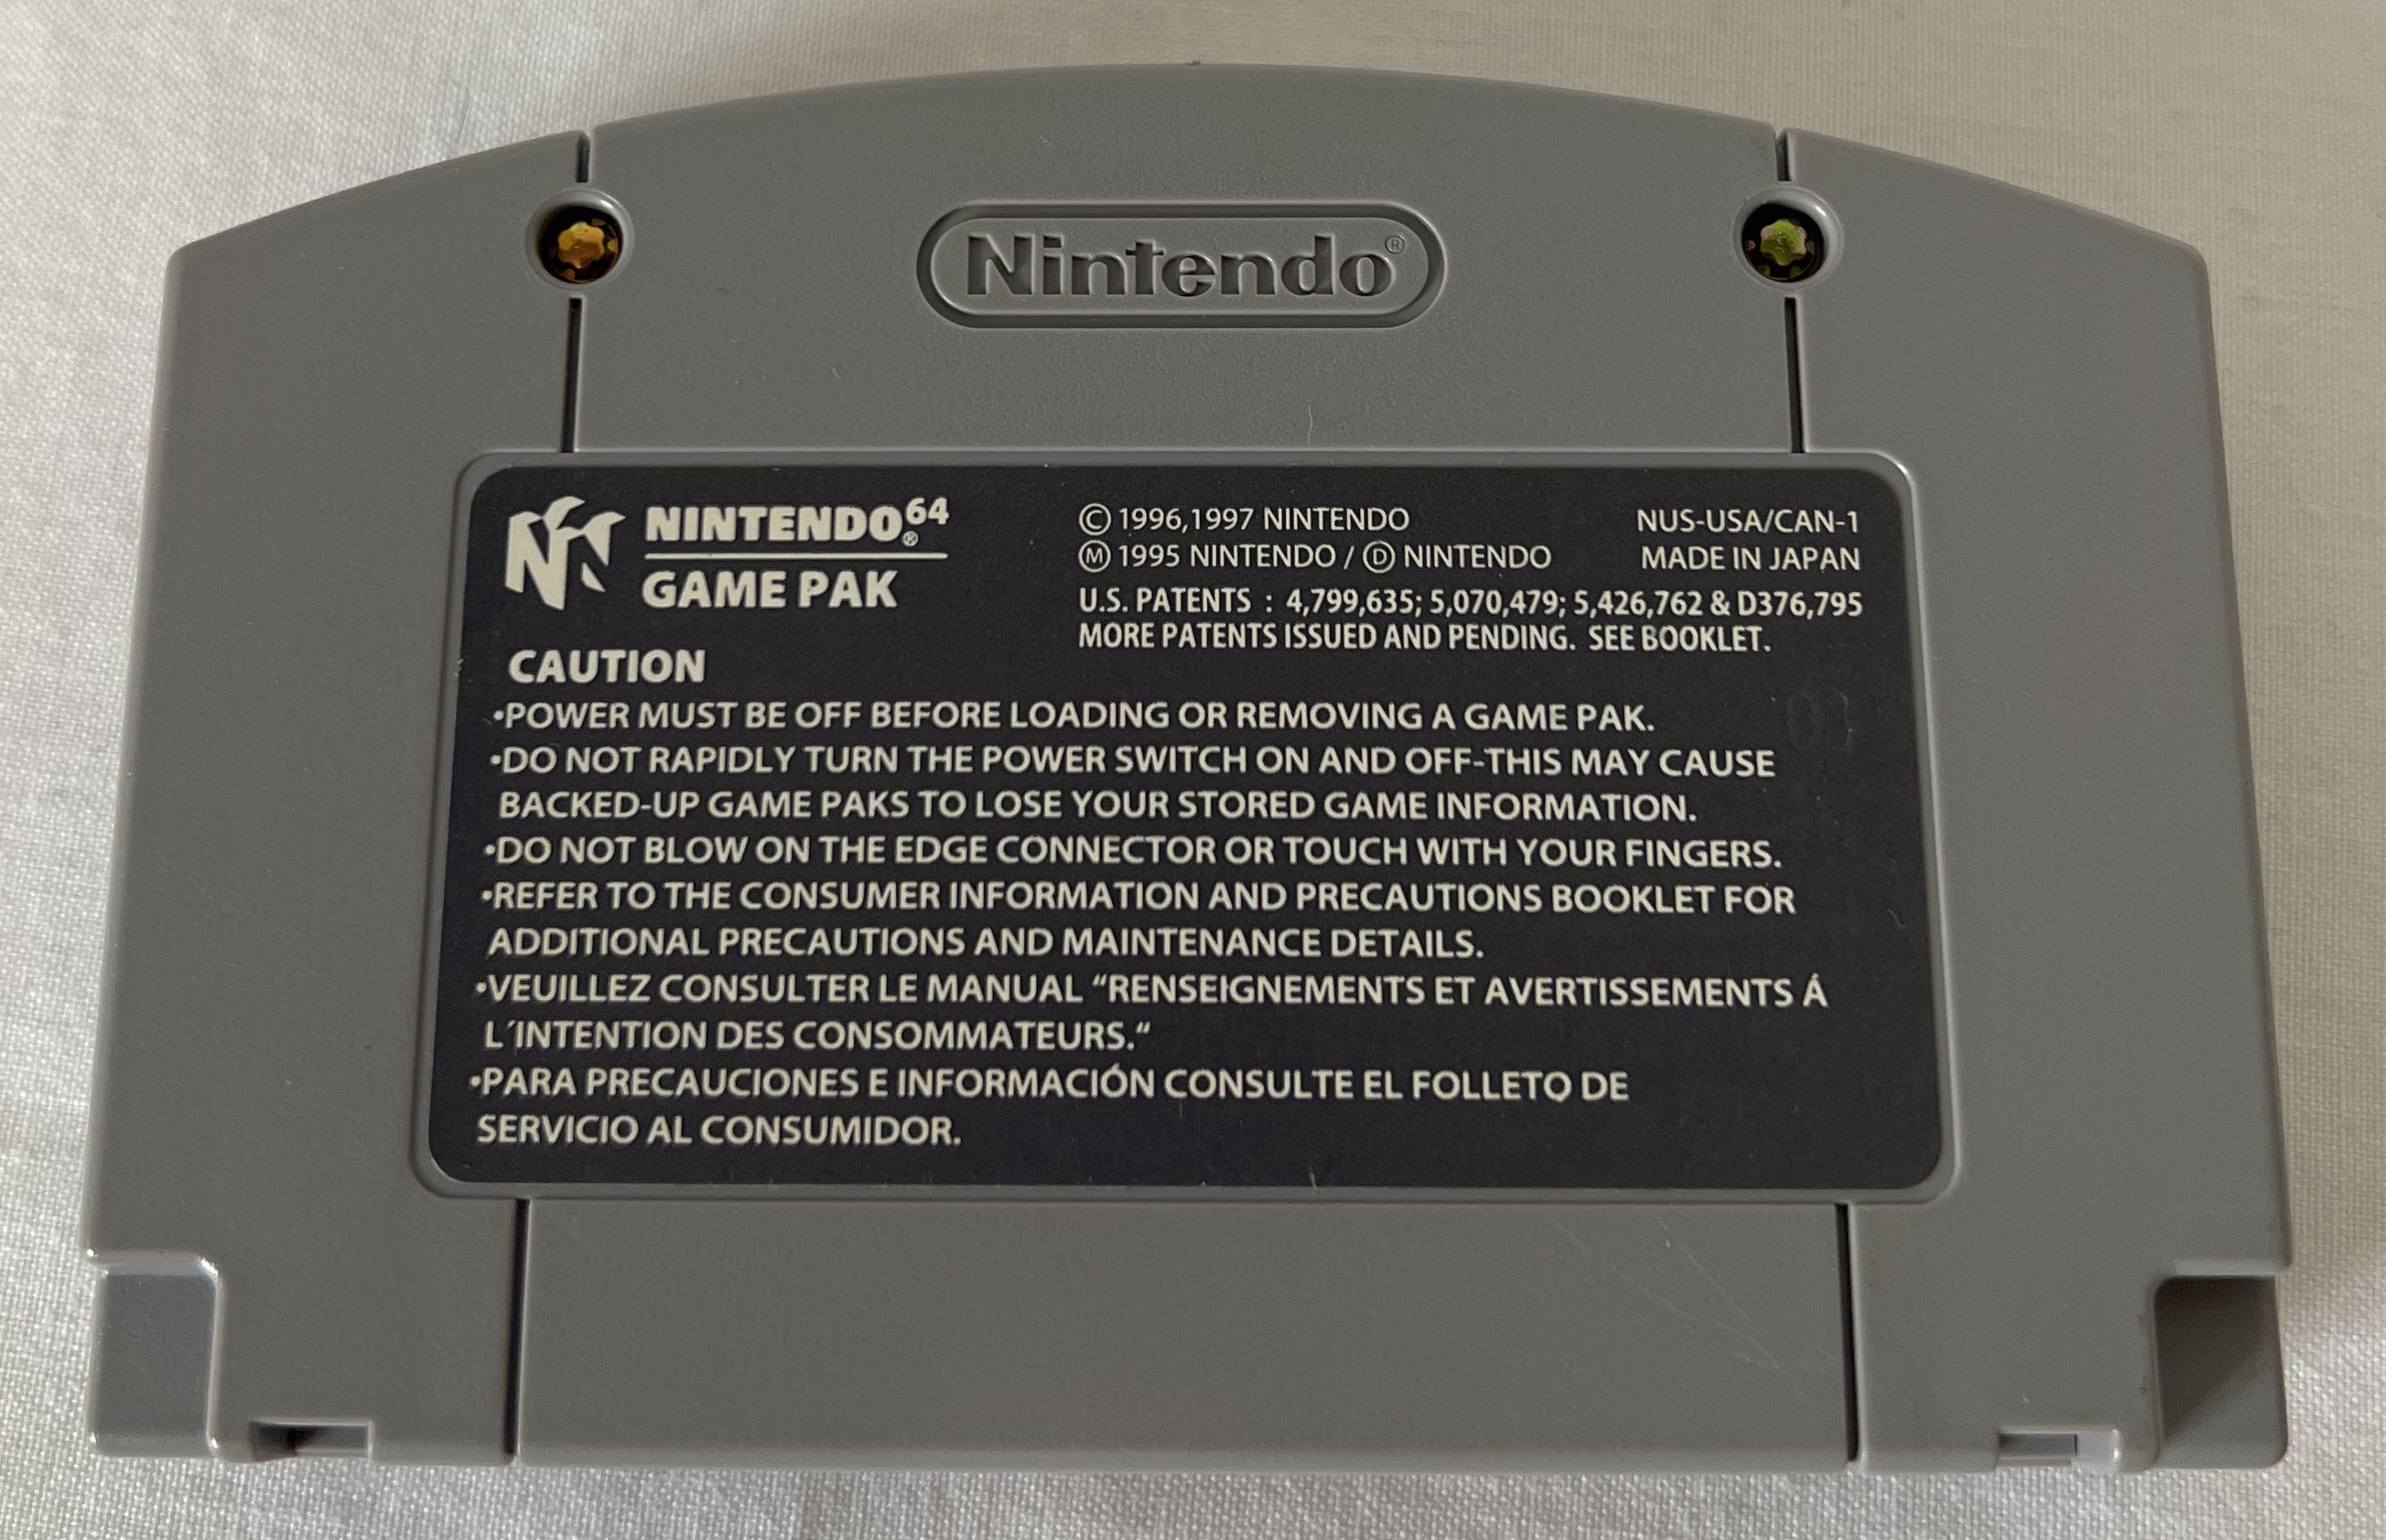 Nintendo®
NINTENDO64®
GAME PAK
© 1996,1997 NINTENDO
Ⓜ 1995 NINTENDO / Ⓓ NINTENDO
NUS-USA/CAN-1
MADE IN JAPAN
U.S. PATENTS : 4,799,635; 5,070,479; 5,426,762 & D376,795
MORE PATENTS ISSUED AND PENDING. SEE BOOKLET.
CAUTION
•POWER MUST BE OFF BEFORE LOADING OR REMOVING A GAME PAK.
•DO NOT RAPIDLY TURN THE POWER SWITCH ON AND OFF-THIS MAY CAUSE
BACKED-UP GAME PAKS TO LOSE YOUR STORED GAME INFORMATION.
•DO NOT BLOW ON THE EDGE CONNECTOR OR TOUCH WITH YOUR FINGERS.
•REFER TO THE CONSUMER INFORMATION AND PRECAUTIONS BOOKLET FOR
ADDITIONAL PRECAUTIONS AND MAINTENANCE DETAILS.
•VEUILLEZ CONSULTER LE MANUAL “RENSEIGNEMENTS ET AVERTISSEMENTS Á
L´INTENTION DES CONSOMMATEURS.“
•PARA PRECAUCIONES E INFORMACIÓN CONSULTE EL FOLLETO DE
SERVICIO AL CONSUMIDOR.